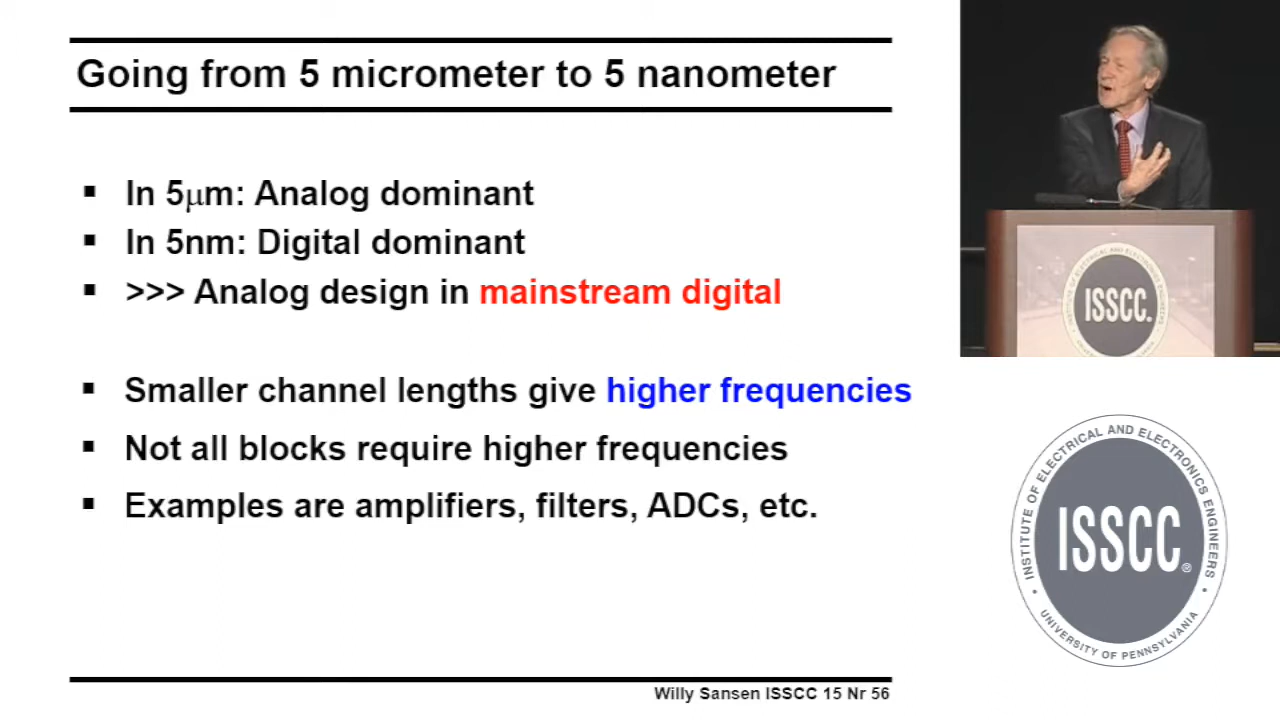 Going from 5 micrometer to 5 nanometer
▪ In 5μm: Analog dominant
▪ In 5nm: Digital dominant
▪ >>> Analog design in mainstream digital
▪ Smaller channel lengths give higher frequencies
▪ Not all blocks require higher frequencies
▪ Examples are amplifiers, filters, ADCs, etc.
Willy Sansen ISSCC 15 Nr 56
ISSCC.
INSTITUTE OF ELECTRICAL AND ELECTRONICS ENGINEERS
ISSCC®
UNIVERSITY OF PENNSYLVANIA